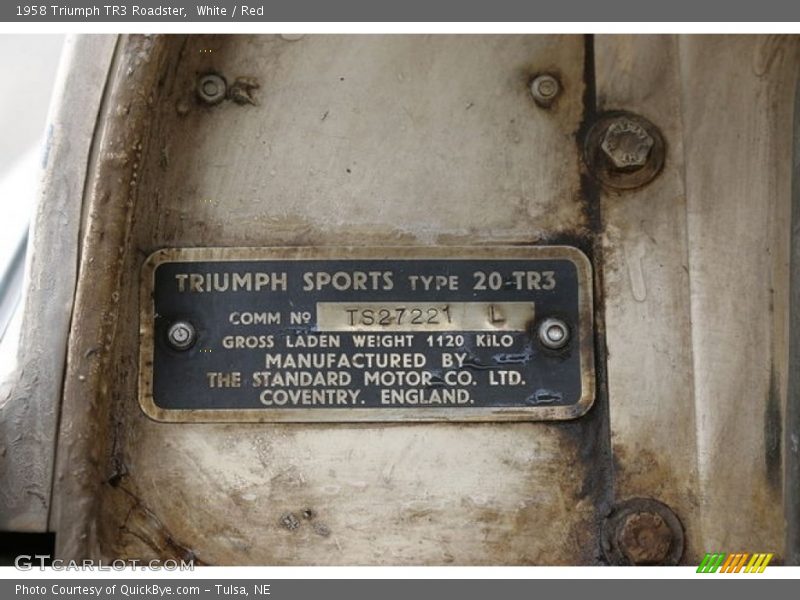 1958 Triumph TR3 Roadster, White / Red
TRIUMPH SPORTS TYPE 20-TR3
COMM Nº TS27221 L
GROSS LADEN WEIGHT 1120 KILO
MANUFACTURED BY
THE STANDARD MOTOR CO. LTD.
COVENTRY. ENGLAND.
GTCARLOT.COM
Photo Courtesy of QuickBye.com – Tulsa, NE